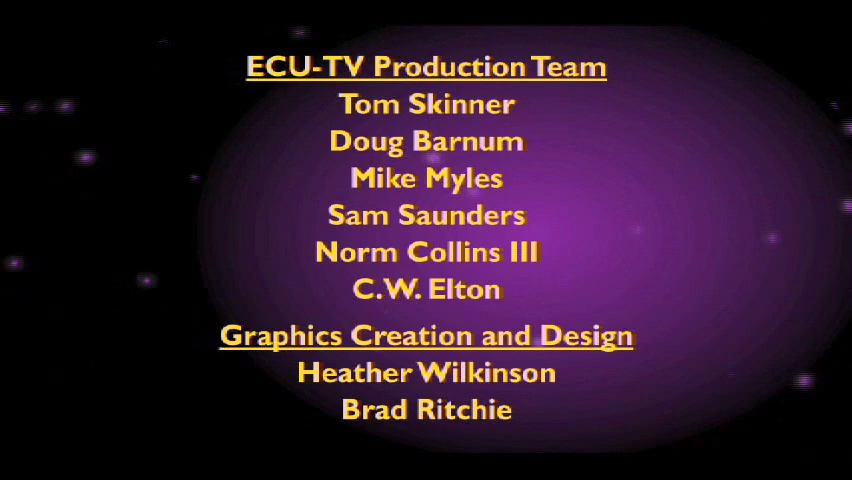 ECU-TV Production Team
Tom Skinner
Doug Barnum
Mike Myles
Sam Saunders
Norm Collins III
C.W. Elton
Graphics Creation and Design
Heather Wilkinson
Brad Ritchie